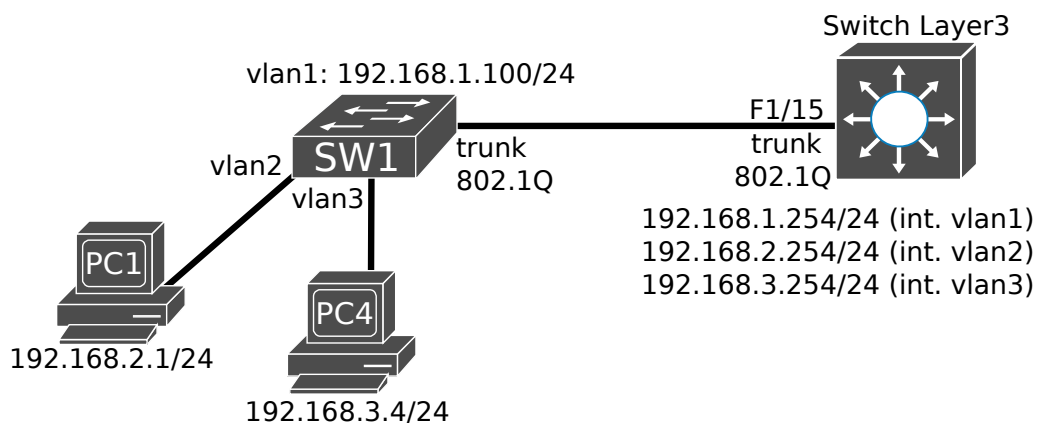 Switch Layer3
vlan1: 192.168.1.100/24
F1/15
trunk
802.1Q
SW1
trunk
802.1Q
vlan2
vlan3
192.168.1.254/24 (int. vlan1)
192.168.2.254/24 (int. vlan2)
192.168.3.254/24 (int. vlan3)
PC1
192.168.2.1/24
PC4
192.168.3.4/24